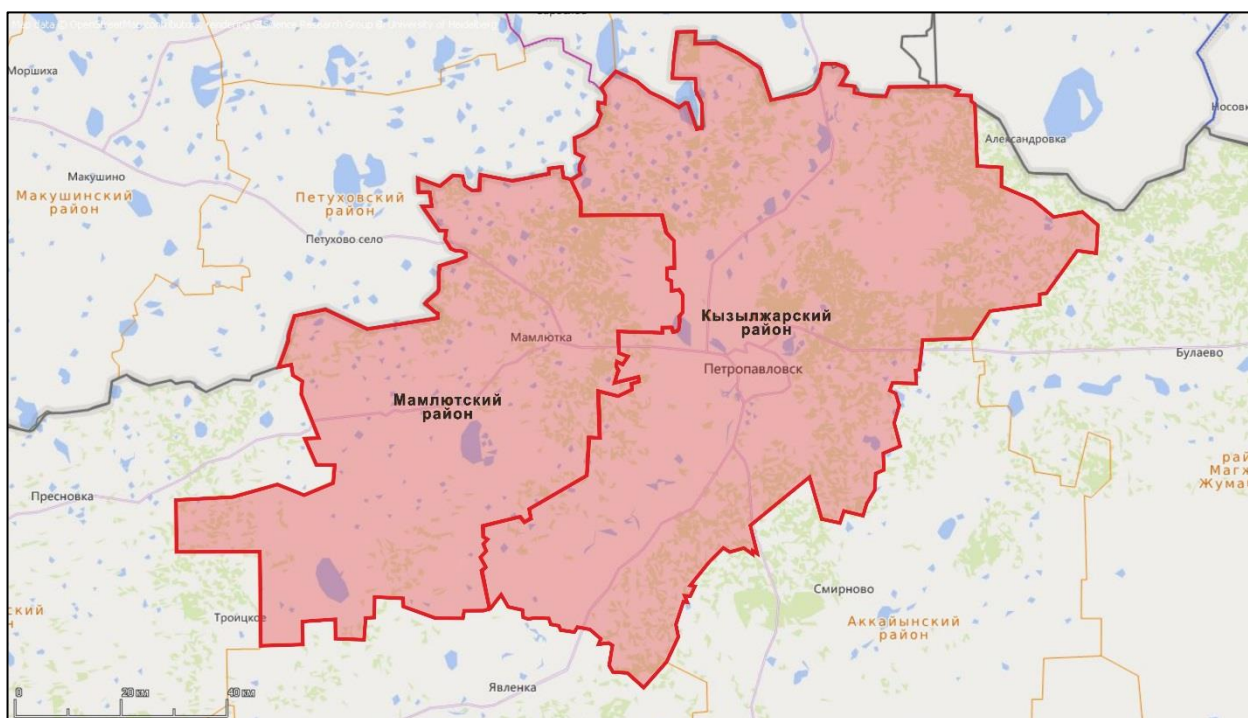 Моршиха
Носовк
Александровка
Макушино
Макушинский
район
Петуховский
район
Петухово село
Кызылжарский
район
Мамлютка
Булаево
Петропавловск
Мамлютский
район
рай
Магж
Жумаб
Пресновка
Смирново
ский
н
Троицкое
Аккайынский
район
Явленка
0 20 км 40 км